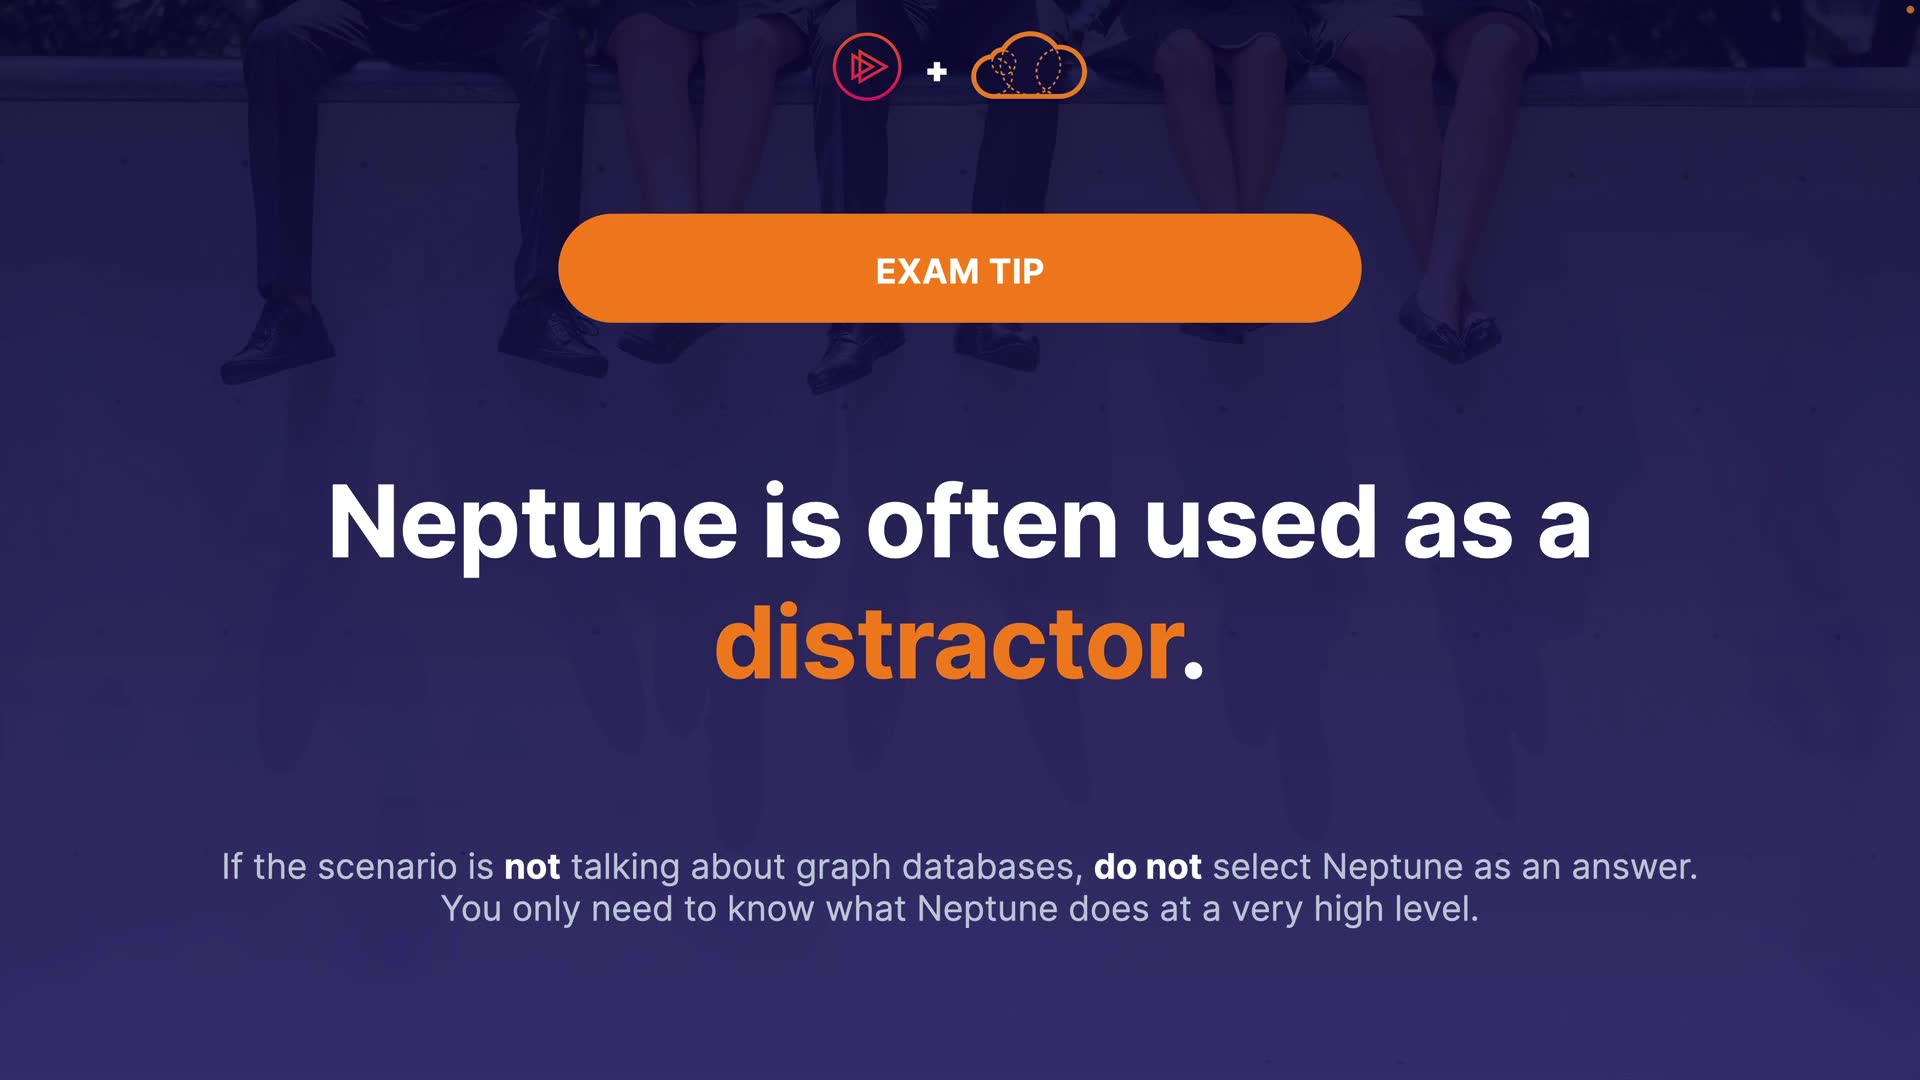 +
EXAM TIP
Neptune is often used as a
distractor.
If the scenario is not talking about graph databases, do not select Neptune as an answer.
You only need to know what Neptune does at a very high level.